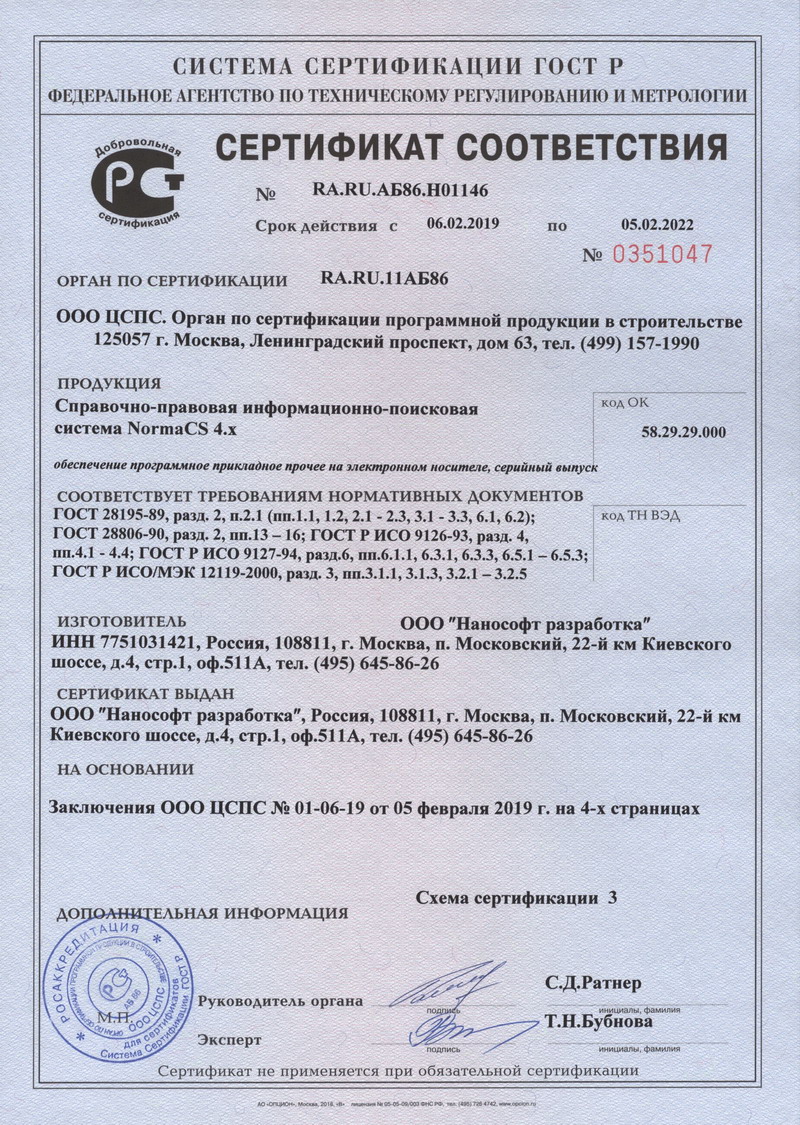 СИСТЕМА СЕРТИФИКАЦИИ ГОСТ Р
ФЕДЕРАЛЬНОЕ АГЕНТСТВО ПО ТЕХНИЧЕСКОМУ РЕГУЛИРОВАНИЮ И МЕТРОЛОГИИ
Добровольная
РСТ
сертификация
СЕРТИФИКАТ СООТВЕТСТВИЯ
№ RA.RU.АБ86.Н01146
Срок действия с 06.02.2019 по 05.02.2022
№ 0351047
ОРГАН ПО СЕРТИФИКАЦИИ RA.RU.11АБ86
ООО ЦСПС. Орган по сертификации программной продукции в строительстве
125057 г. Москва, Ленинградский проспект, дом 63, тел. (499) 157-1990
ПРОДУКЦИЯ
Справочно-правовая информационно-поисковая
система NormaCS 4.x
код ОК
58.29.29.000
обеспечение программное прикладное прочее на электронном носителе, серийный выпуск
СООТВЕТСТВУЕТ ТРЕБОВАНИЯМ НОРМАТИВНЫХ ДОКУМЕНТОВ
ГОСТ 28195-89, разд. 2, п.2.1 (пп.1.1, 1.2, 2.1 - 2.3, 3.1 - 3.3, 6.1, 6.2);
ГОСТ 28806-90, разд. 2, пп.13 – 16; ГОСТ Р ИСО 9126-93, разд. 4,
пп.4.1 - 4.4; ГОСТ Р ИСО 9127-94, разд.6, пп.6.1.1, 6.3.1, 6.3.3, 6.5.1 – 6.5.3;
ГОСТ Р ИСО/МЭК 12119-2000, разд. 3, пп.3.1.1, 3.1.3, 3.2.1 – 3.2.5
код ТН ВЭД
ИЗГОТОВИТЕЛЬ ООО "Нанософт разработка"
ИНН 7751031421, Россия, 108811, г. Москва, п. Московский, 22-й км Киевского
шоссе, д.4, стр.1, оф.511А, тел. (495) 645-86-26
СЕРТИФИКАТ ВЫДАН
ООО "Нанософт разработка", Россия, 108811, г. Москва, п. Московский, 22-й км
Киевского шоссе, д.4, стр.1, оф.511А, тел. (495) 645-86-26
НА ОСНОВАНИИ
Заключения ООО ЦСПС № 01-06-19 от 05 февраля 2019 г. на 4-х страницах
Схема сертификации 3
ДОПОЛНИТЕЛЬНАЯ ИНФОРМАЦИЯ
РОСАККРЕДИТАЦИЯ
ООО ЦСПС
АБ 86
для сертификатов
Система Сертификации ГОСТ Р
М.П.
Руководитель органа
подпись
С.Д.Ратнер
инициалы, фамилия
Эксперт
подпись
Т.Н.Бубнова
инициалы, фамилия
Сертификат не применяется при обязательной сертификации
АО «ОПЦИОН», Москва, 2018, «В» лицензия № 05-05-09/003 ФНС РФ, тел. (495) 726 4742, www.opcion.ru